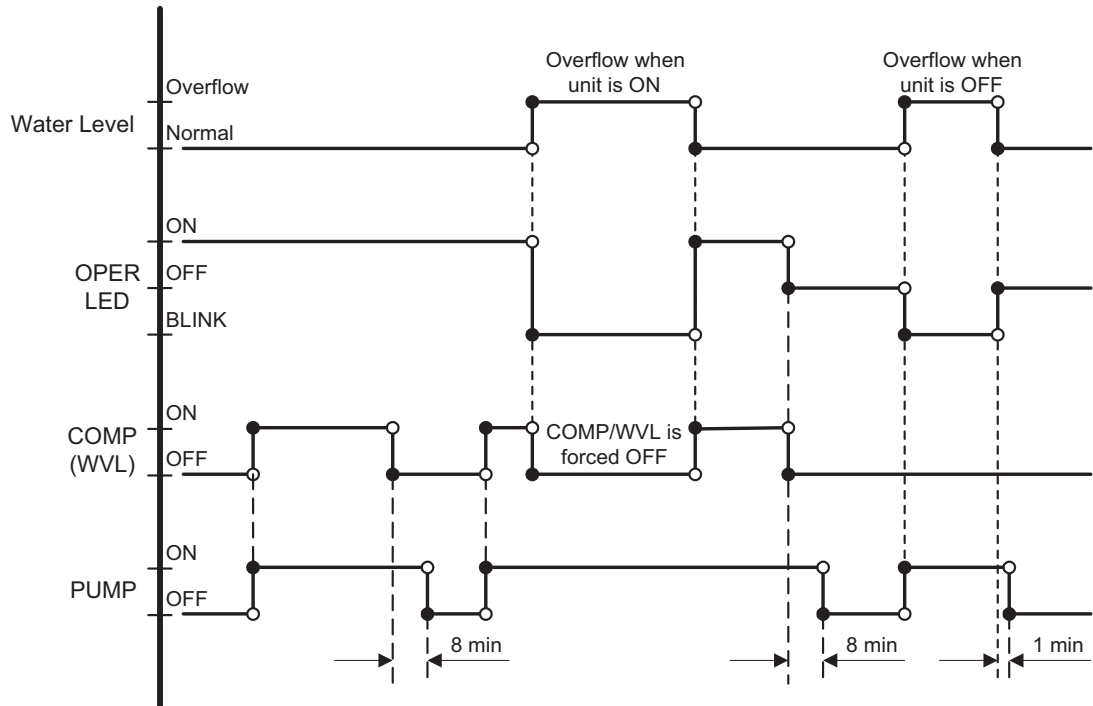 Overflow when
unit is ON
Overflow when
unit is OFF
Water Level
Overflow
Normal
OPER
LED
ON
OFF
BLINK
COMP
(WVL)
ON
OFF
COMP/WVL is
forced OFF
PUMP
ON
OFF
8 min
8 min
1 min